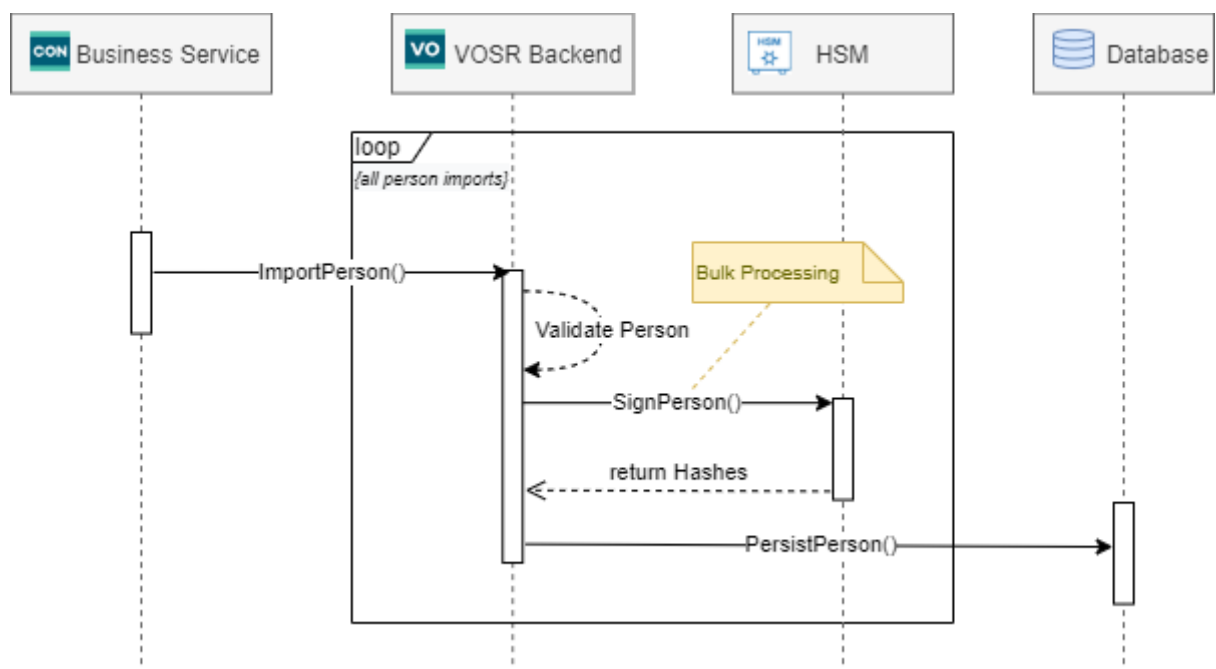 CON Business Service
VO VOSR Backend
HSM HSM
Database
loop
{all person imports}
ImportPerson()
Bulk Processing
Validate Person
SignPerson()
return Hashes
PersistPerson()